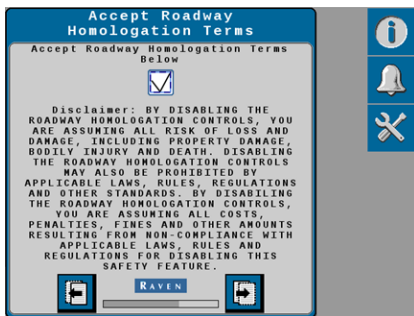 Accept Roadway
Homologation Terms
Accept Roadway Homologation Terms
Below
Disclaimer: BY DISABLING THE
ROADWAY HOMOLOGATION CONTROLS, YOU
ARE ASSUMING ALL RISK OF LOSS AND
DAMAGE, INCLUDING PROPERTY DAMAGE,
BODILY INJURY AND DEATH. DISABLING
THE ROADWAY HOMOLOGATION CONTROLS
MAY ALSO BE PROHIBITED BY
APPLICABLE LAWS, RULES, REGULATIONS
AND OTHER STANDARDS. BY DISABILING
THE ROADWAY HOMOLOGATION CONTROLS,
YOU ARE ASSUMING ALL COSTS,
PENALTIES, FINES AND OTHER AMOUNTS
RESULTING FROM NON-COMPLIANCE WITH
APPLICABLE LAWS, RULES AND
REGULATIONS FOR DISABLING THIS
SAFETY FEATURE.
RAVEN